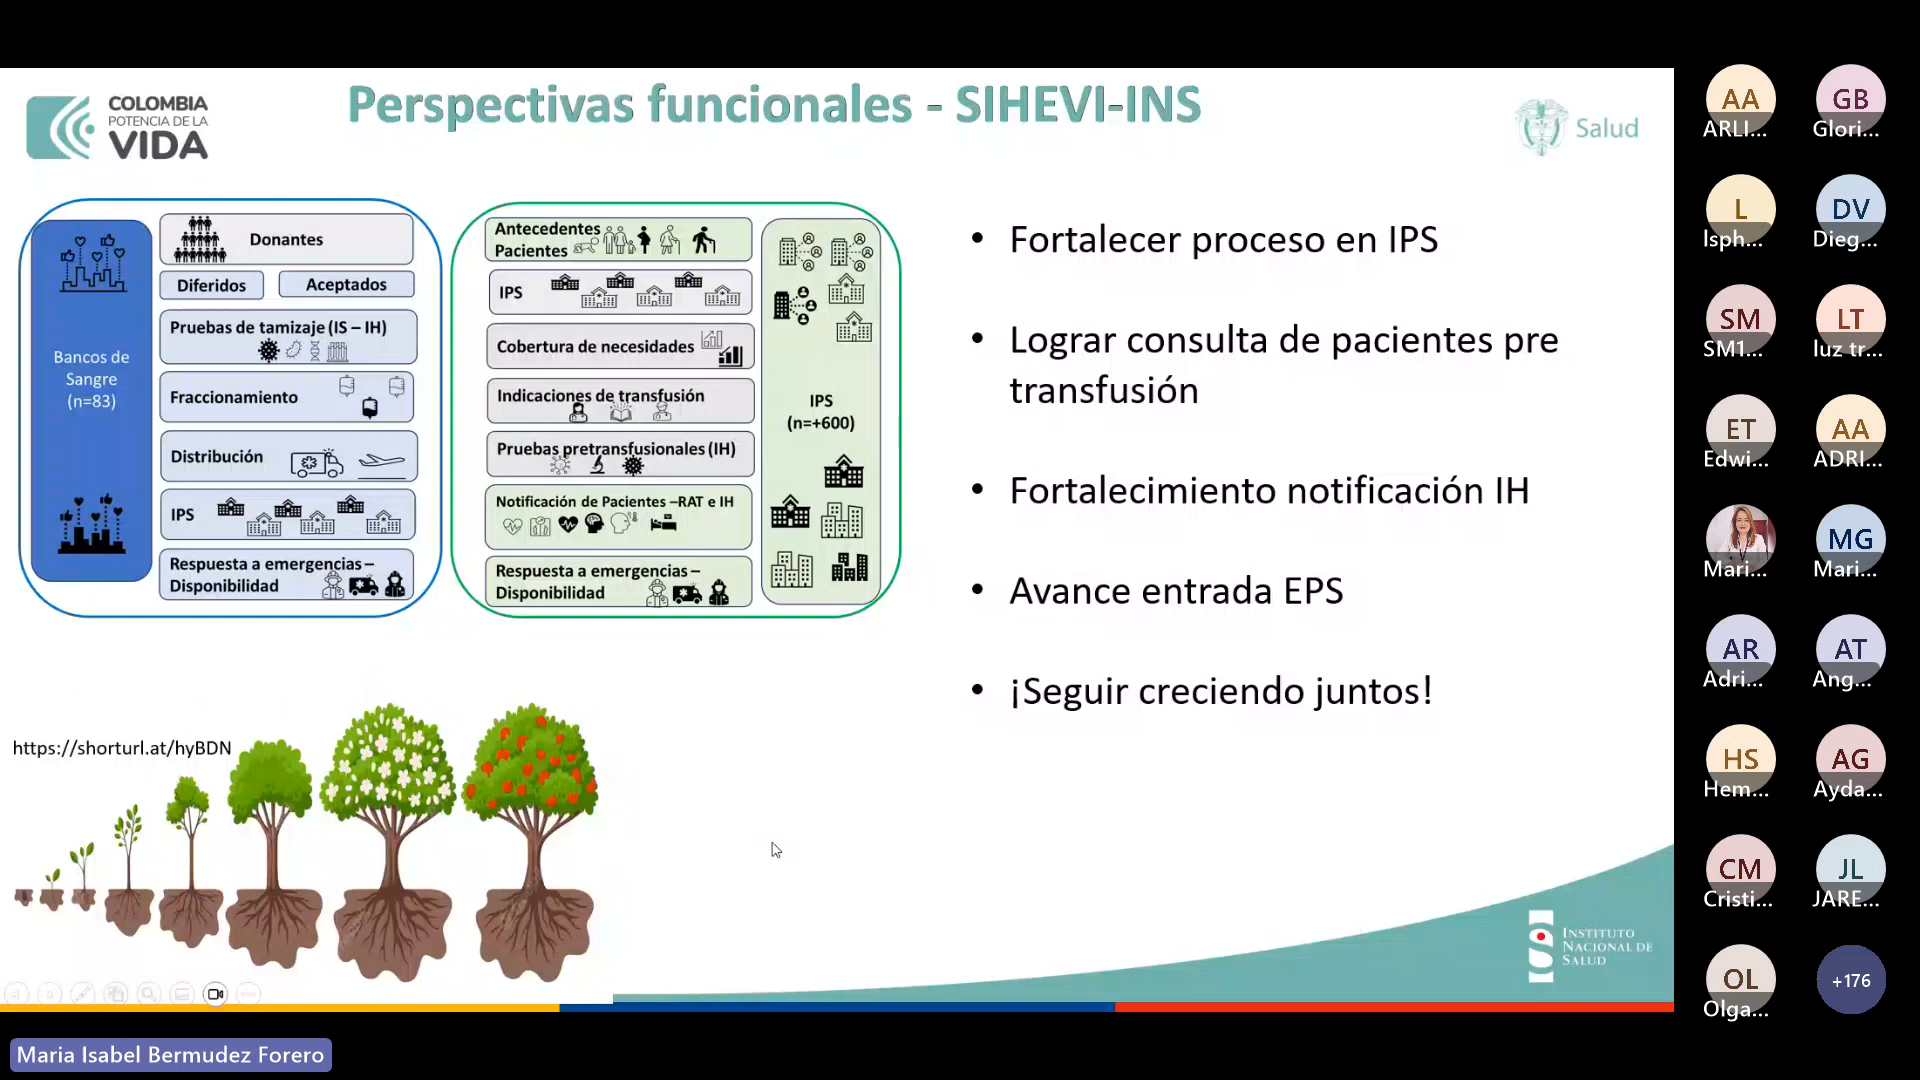 COLOMBIA
POTENCIA DE LA
VIDA
Perspectivas funcionales - SIHEVI-INS
Salud
Bancos de
Sangre
(n=83)
Donantes
Diferidos
Aceptados
Pruebas de tamizaje (IS – IH)
Fraccionamiento
Distribución
IPS
Respuesta a emergencias –
Disponibilidad
Antecedentes
Pacientes
IPS
Cobertura de necesidades
Indicaciones de transfusión
Pruebas pretransfusionales (IH)
Notificación de Pacientes –RAT e IH
Respuesta a emergencias –
Disponibilidad
IPS
(n=+600)
• Fortalecer proceso en IPS
• Lograr consulta de pacientes pre
transfusión
• Fortalecimiento notificación IH
• Avance entrada EPS
• ¡Seguir creciendo juntos!
https://shorturl.at/hyBDN
INSTITUTO
NACIONAL DE
SALUD
Maria Isabel Bermudez Forero
AA
ARLI...
GB
Glori...
L
lsph...
DV
Dieg...
SM
SM1...
LT
luz tr...
ET
Edwi...
AA
ADRI...
Mari...
MG
Mari...
AR
Adri...
AT
Ang...
HS
Hem...
AG
Ayda...
CM
Cristi...
JL
JARE...
OL
Olga...
+176